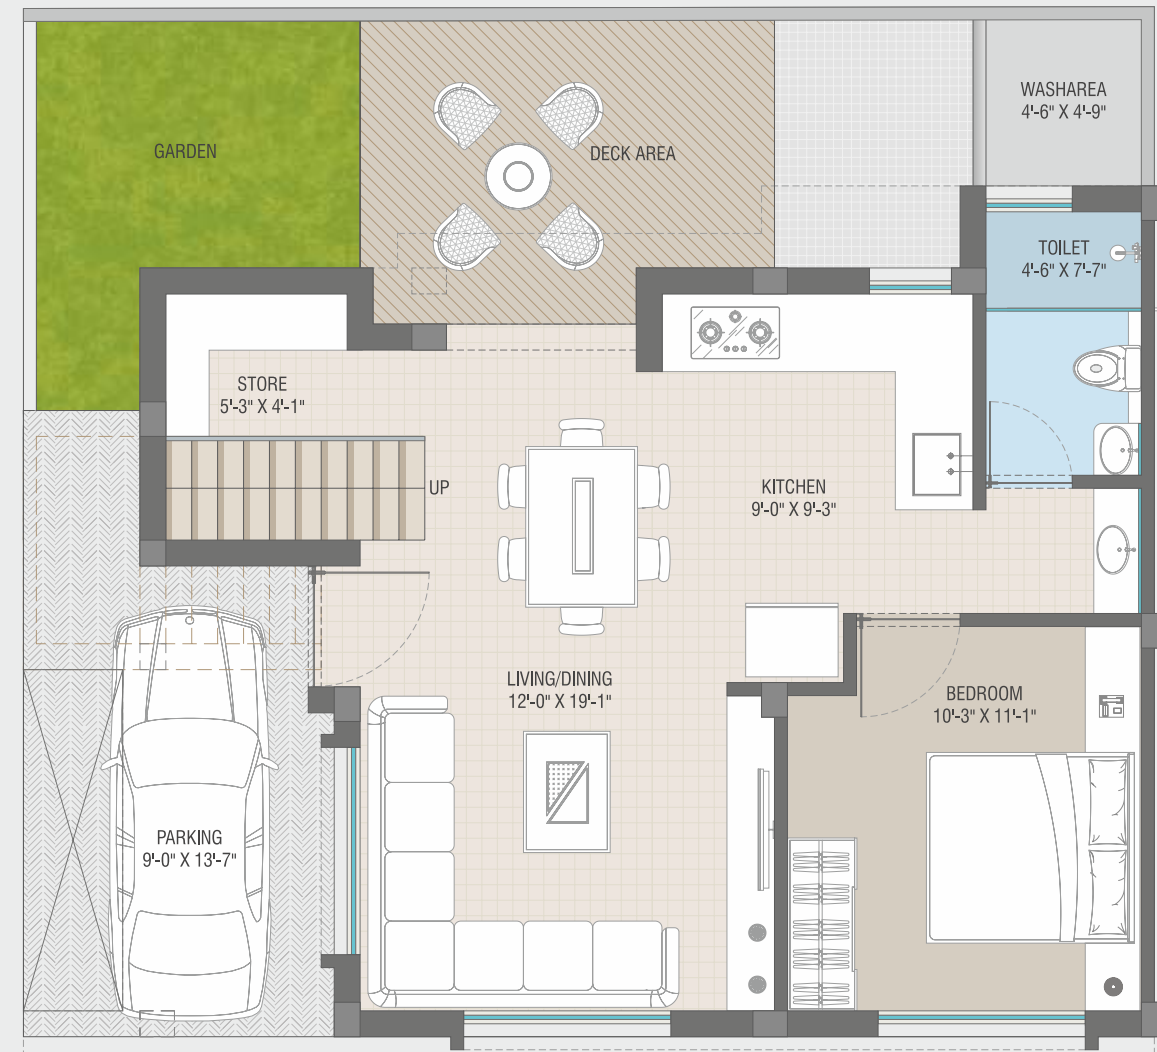 WASHAREA
4'-6" X 4'-9"
GARDEN
DECK AREA
TOILET
4'-6" X 7'-7"
STORE
5'-3" X 4'-1"
UP
KITCHEN
9'-0" X 9'-3"
LIVING/DINING
12'-0" X 19'-1"
BEDROOM
10'-3" X 11'-1"
PARKING
9'-0" X 13'-7"